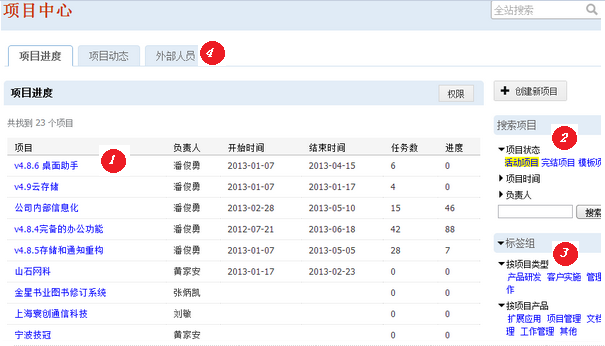 项目中心
全站搜索
项目进度 项目动态 外部人员 4
项目进度 权限
创建新项目
共找到 23 个项目
搜索项目 2
项目 1 负责人 开始时间 结束时间 任务数 进度
v4.8.6 桌面助手 潘俊勇 2013-01-07 2013-04-15 6 0
v4.9云存储 潘俊勇 2013-01-07 2013-01-17 4 0
公司内部信息化 潘俊勇 2013-02-28 2013-05-10 15 46
v4.8.4完备的办公功能 潘俊勇 2012-07-21 2013-06-18 42 88
v4.8.5存储和通知重构 潘俊勇 2013-01-07 2013-05-05 28 7
山石网科 黄家安 2013-01-17 2013-02-23 0 0
金星书业图书修订系统 张炳凯 0 0
上海寰创通信科技 刘敏 0 0
宁波技冠 黄家安 0 0
项目状态
活动项目 完结项目 模板项
项目时间
负责人
搜索
标签组 3
按项目类型
产品研发 客户实施 管理
作
按项目产品
扩展应用 项目管理 文档
理 工作管理 其他